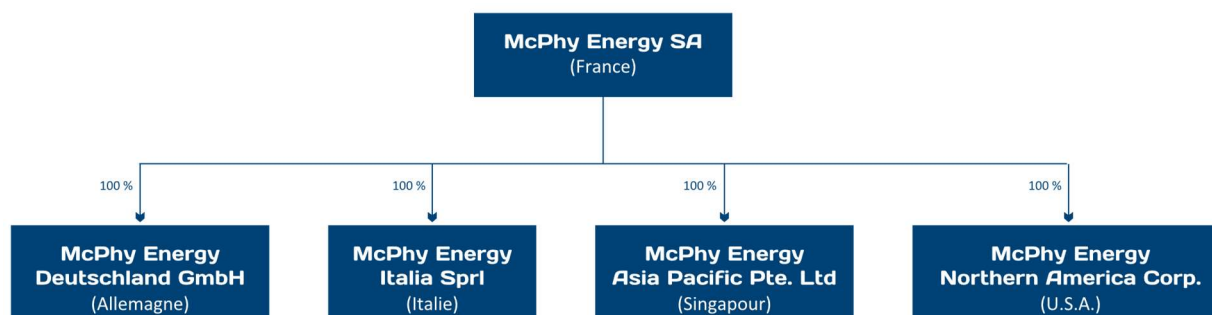 McPhy Energy SA
(France)
100 %
100 %
100 %
100 %
McPhy Energy
Deutschland GmbH
(Allemagne)
McPhy Energy
Italia Sprl
(Italie)
McPhy Energy
Asia Pacific Pte. Ltd
(Singapour)
McPhy Energy
Northern America Corp.
(U.S.A.)